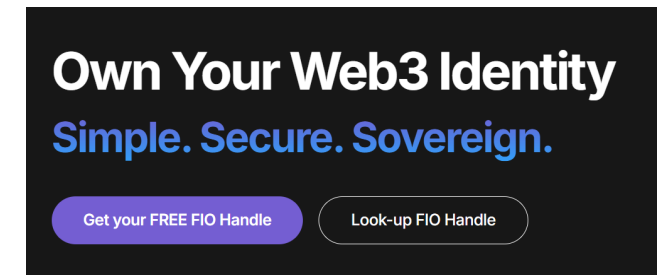 Own Your Web3 Identity
Simple. Secure. Sovereign.
Get your FREE FIO Handle
Look-up FIO Handle